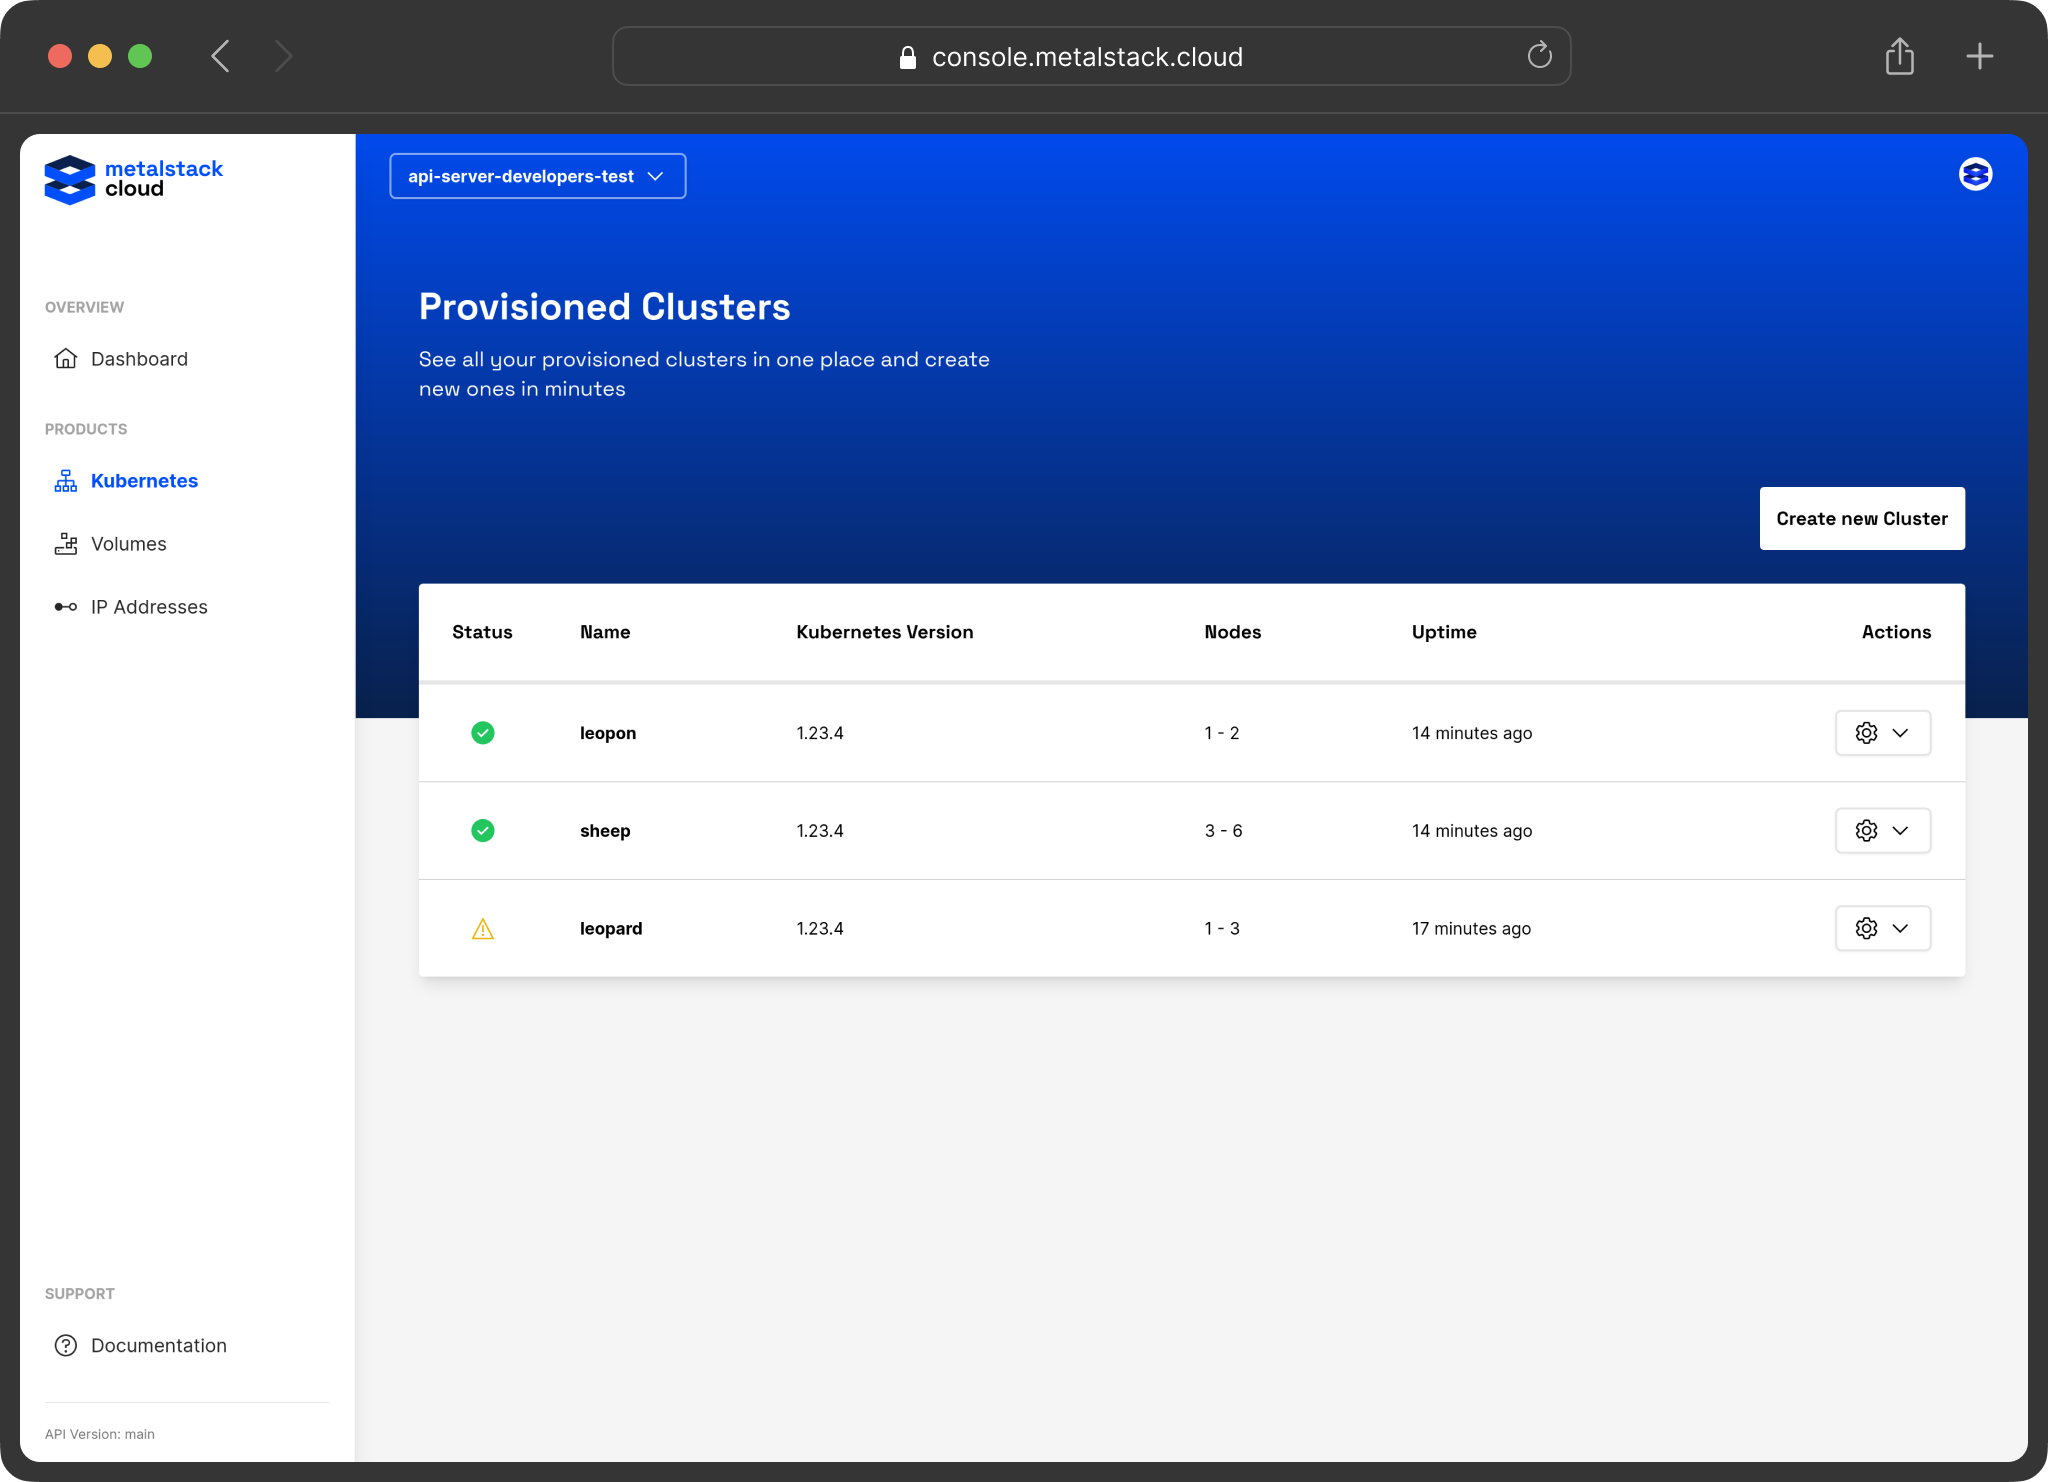 console.metalstack.cloud
metalstack
cloud
api-server-developers-test
OVERVIEW
Dashboard
PRODUCTS
Kubernetes
Volumes
IP Addresses
Provisioned Clusters
See all your provisioned clusters in one place and create
new ones in minutes
Create new Cluster
Status Name Kubernetes Version Nodes Uptime Actions
leopon 1.23.4 1 - 2 14 minutes ago
sheep 1.23.4 3 - 6 14 minutes ago
leopard 1.23.4 1 - 3 17 minutes ago
SUPPORT
Documentation
API Version: main